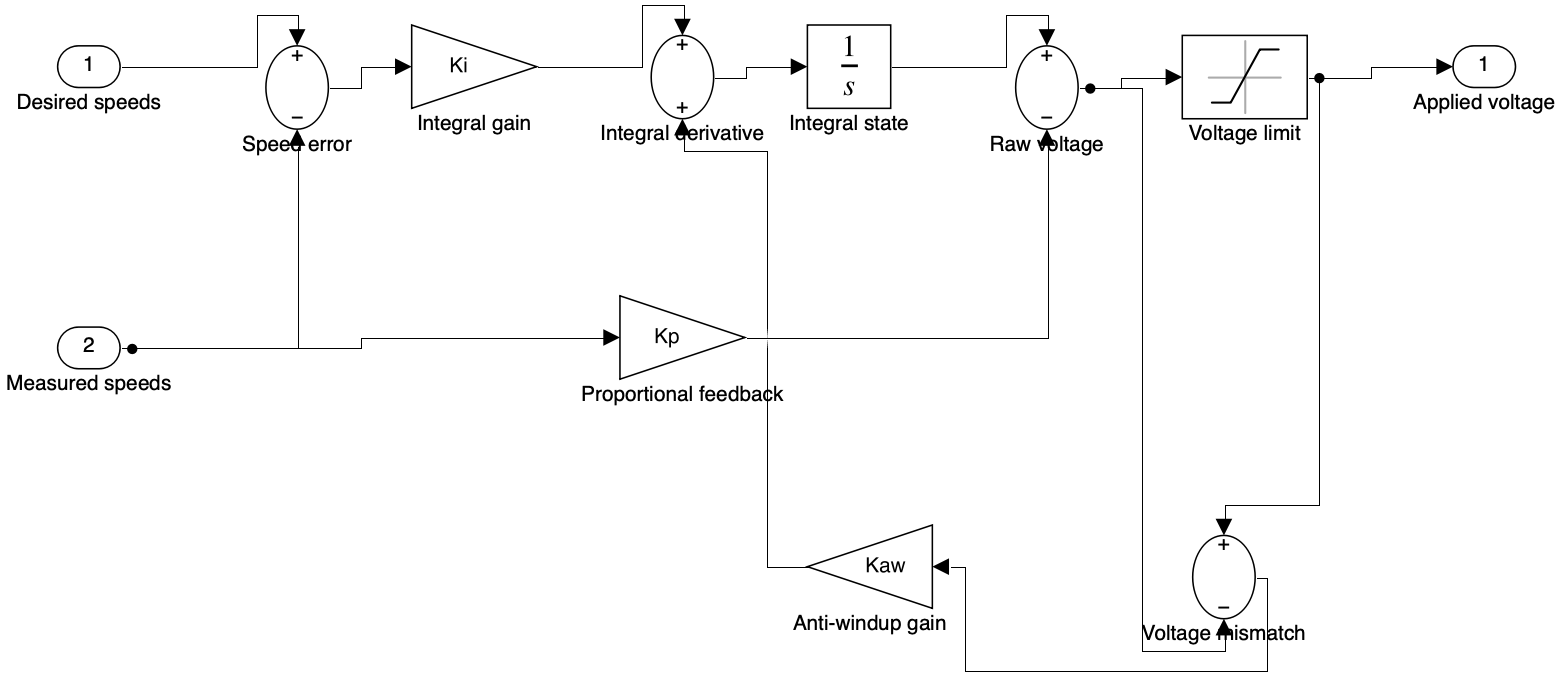 1
Desired speeds
+
−
Speed error
Ki
Integral gain
+
+
Integral derivative
1
s
Integral state
+
−
Raw voltage
Voltage limit
1
Applied voltage
2
Measured speeds
Kp
Proportional feedback
Kaw
Anti-windup gain
+
−
Voltage mismatch